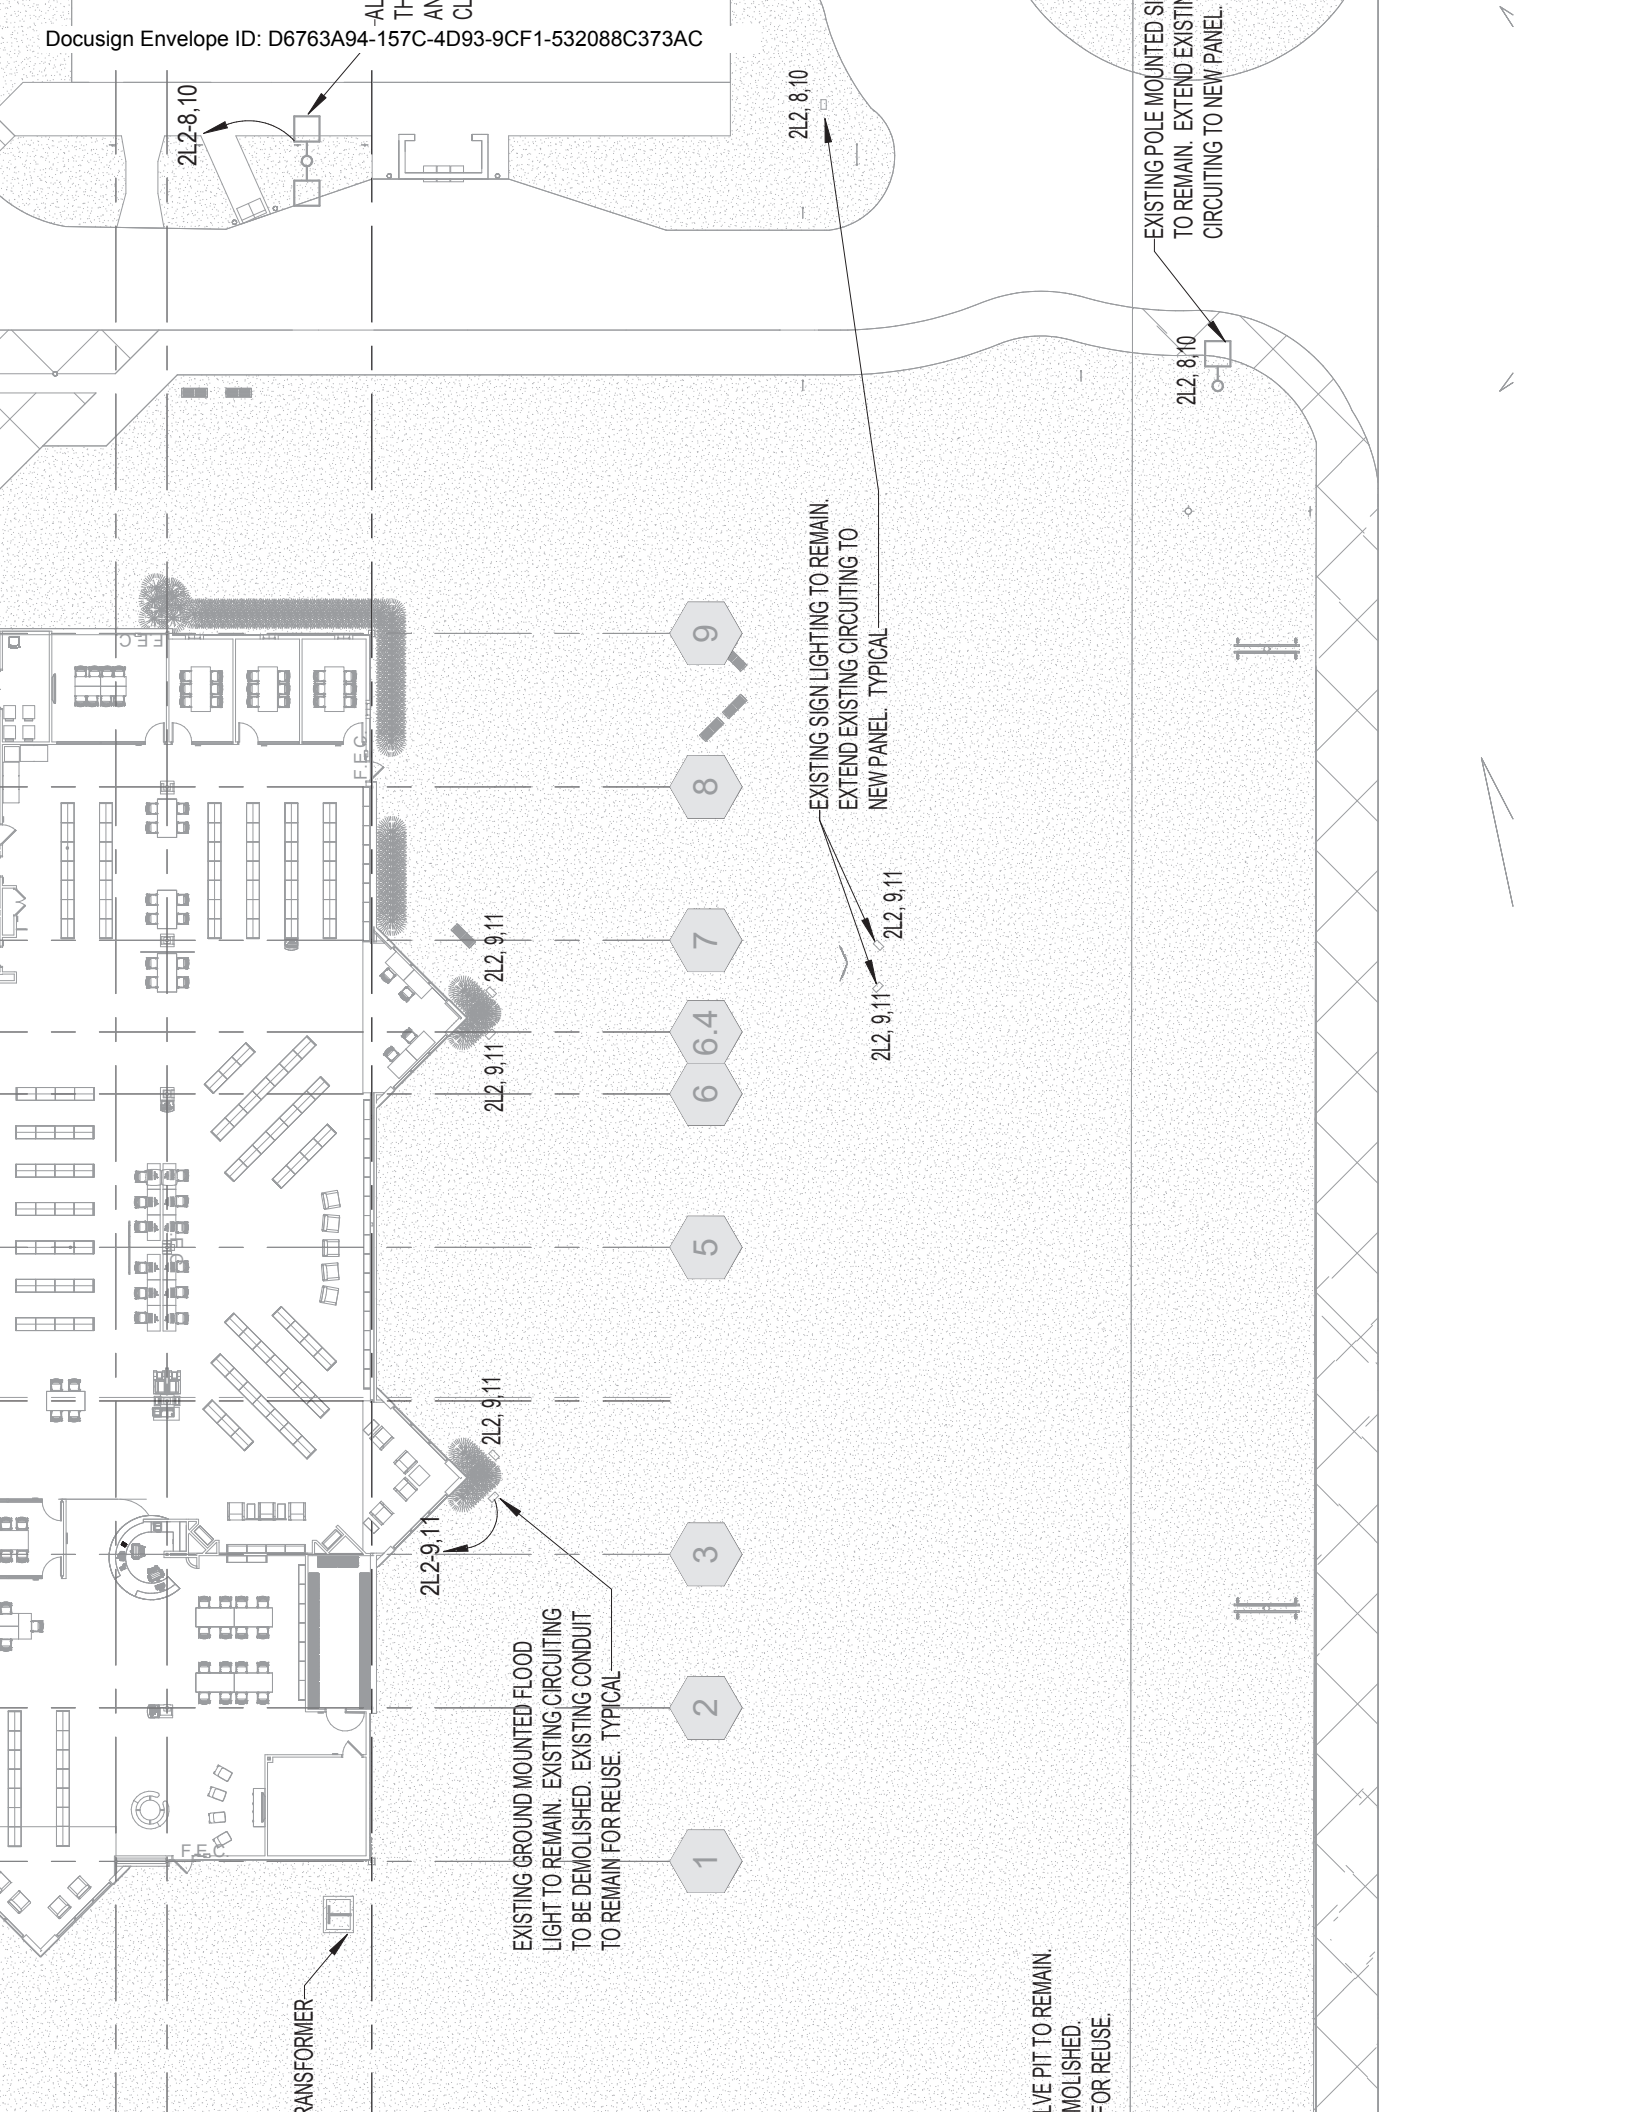 Docusign Envelope ID: D6763A94-157C-4D93-9CF1-532088C373AC
AL
TH
AN
CL
2L2-8,10
2L2, 8,10
EXISTING POLE MOUNTED SI
TO REMAIN. EXTEND EXISTIN
CIRCUITING TO NEW PANEL.
2L2, 8,10
F.E.C
F.E.C.
9
8
7
6.4
6
5
3
2
1
EXISTING SIGN LIGHTING TO REMAIN.
EXTEND EXISTING CIRCUITING TO
NEW PANEL. TYPICAL
2L2, 9,11
2L2, 9,11
2L2, 9,11
2L2, 9,11
2L2, 9,11
2L2-9,11
EXISTING GROUND MOUNTED FLOOD
LIGHT TO REMAIN. EXISTING CIRCUITING
TO BE DEMOLISHED. EXISTING CONDUIT
TO REMAIN FOR REUSE. TYPICAL
F.E.C.
T
RANSFORMER
LVE PIT TO REMAIN.
MOLISHED.
FOR REUSE.